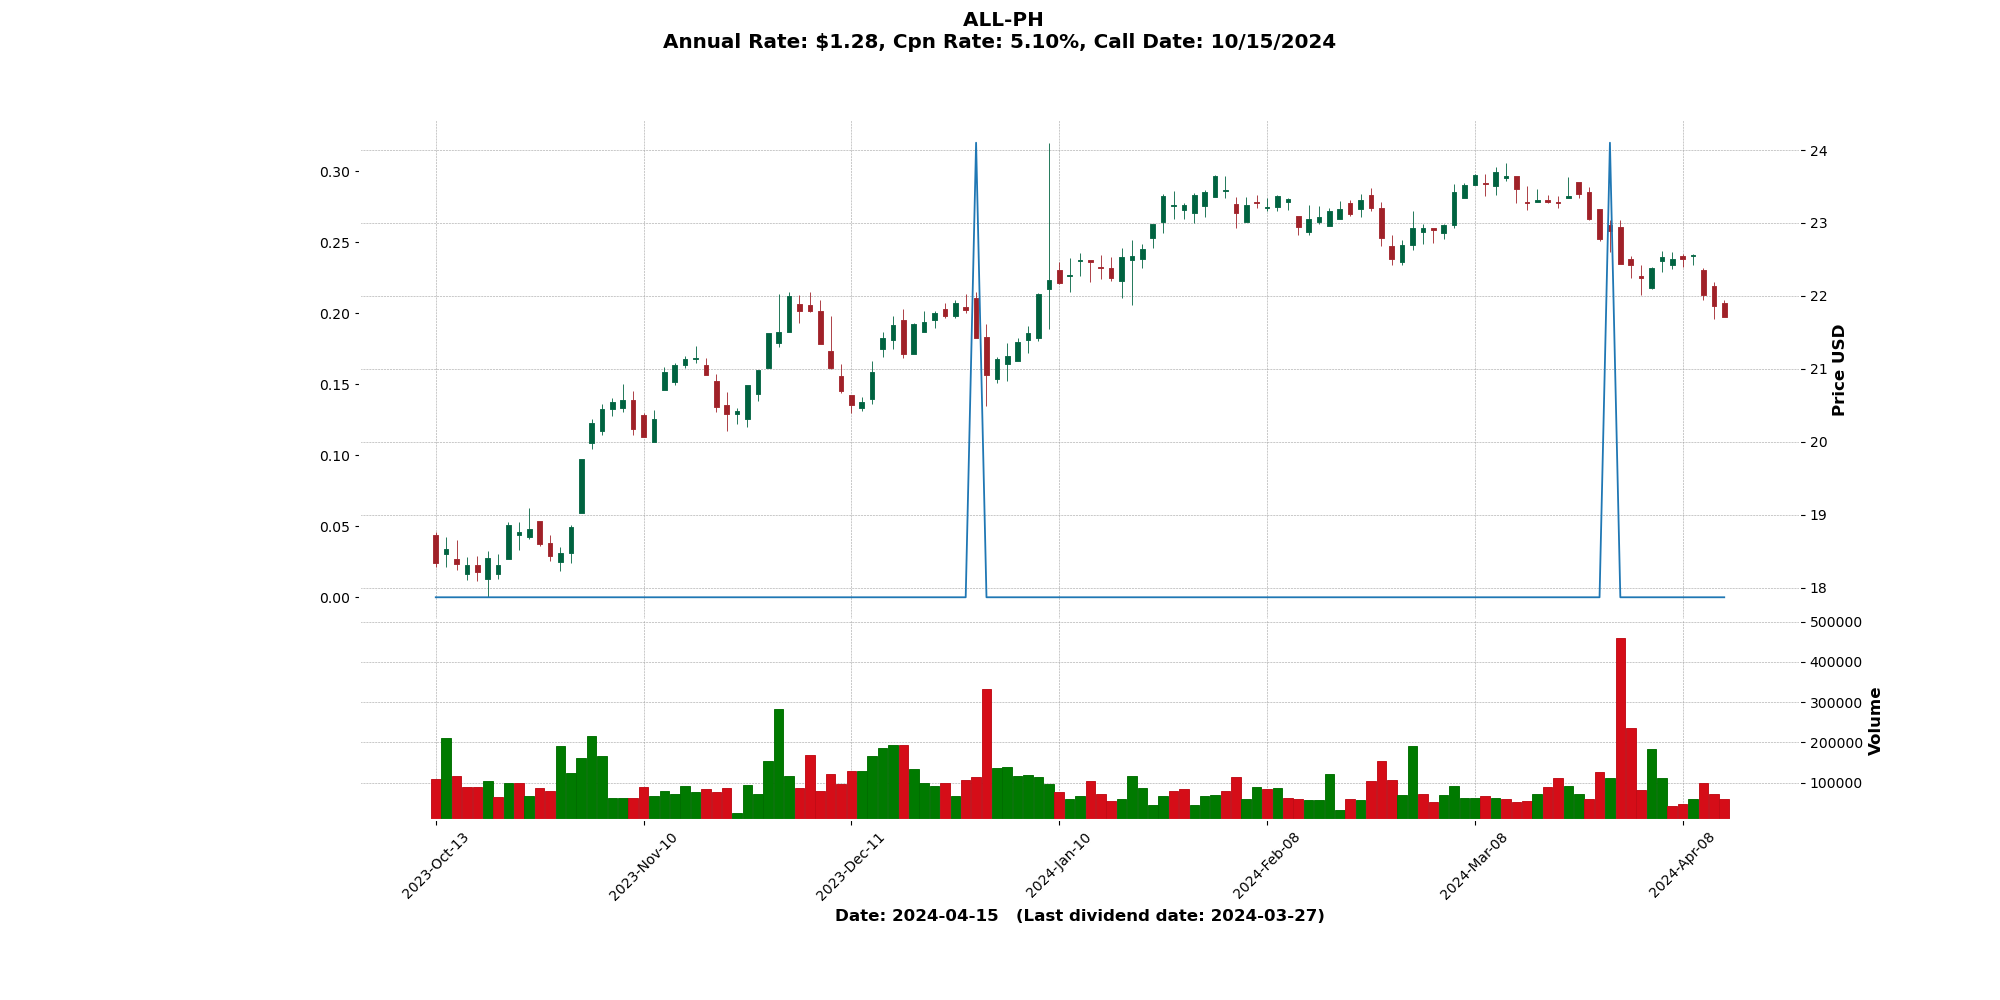 ALL-PH
Annual Rate: $1.28, Cpn Rate: 5.10%, Call Date: 10/15/2024
0.30
0.25
0.20
0.15
0.10
0.05
0.00
24
23
22
21
20
19
18
Price USD
500000
400000
300000
200000
100000
Volume
2023-Oct-13
2023-Nov-10
2023-Dec-11
2024-Jan-10
2024-Feb-08
2024-Mar-08
2024-Apr-08
Date: 2024-04-15 (Last dividend date: 2024-03-27)